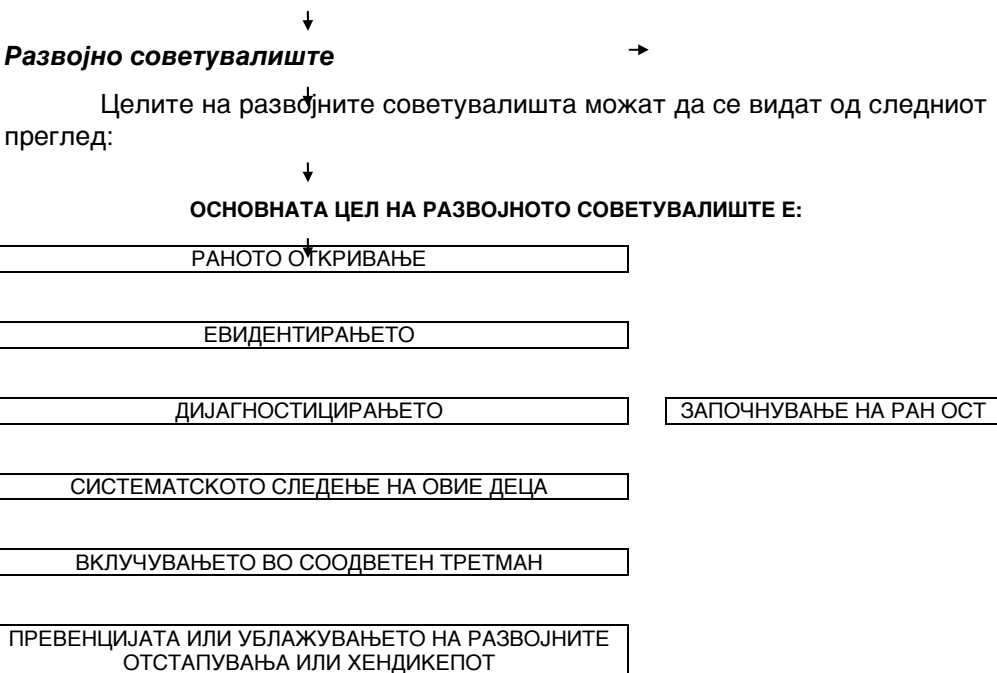 Развојно советувалиште
Целите на развојните советувалишта можат да се видат од следниот
преглед:
ОСНОВНАТА ЦЕЛ НА РАЗВОЈНОТО СОВЕТУВАЛИШТЕ Е:
РАНОТО ОТКРИВАЊЕ
ЕВИДЕНТИРАЊЕТО
ДИЈАГНОСТИЦИРАЊЕТО
ЗАПОЧНУВАЊЕ НА РАН ОСТ
СИСТЕМАТСКОТО СЛЕДЕЊЕ НА ОВИЕ ДЕЦА
ВКЛУЧУВАЊЕТО ВО СООДВЕТЕН ТРЕТМАН
ПРЕВЕНЦИЈАТА ИЛИ УБЛАЖУВАЊЕТО НА РАЗВОЈНИТЕ
ОТСТАПУВАЊА ИЛИ ХЕНДИКЕПОТ